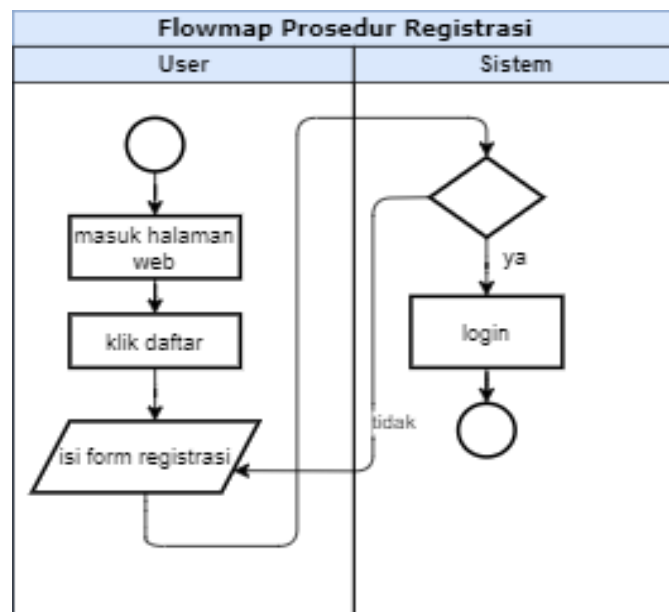 Flowmap Prosedur Registrasi
User
Sistem
masuk halaman
web
klik daftar
isi form registrasi
ya
login
tidak